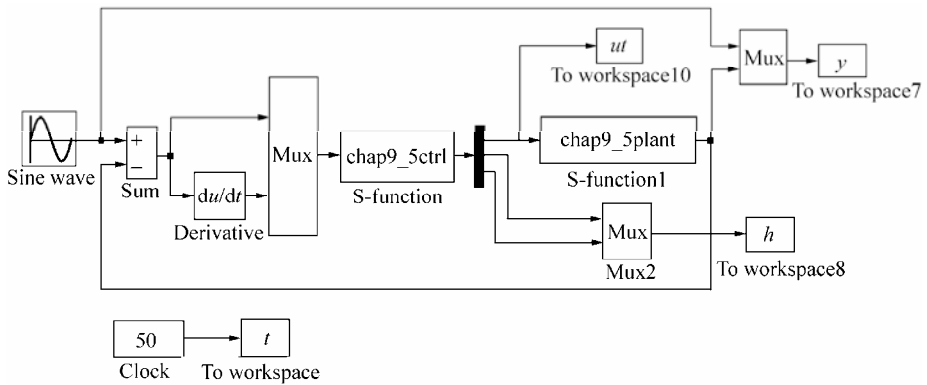 ut
To workspace10
Mux
y
To workspace7
Sine wave
+
−
Sum
du/dt
Derivative
Mux
chap9_5ctrl
S-function
chap9_5plant
S-function1
Mux
Mux2
h
To workspace8
50
Clock
t
To workspace